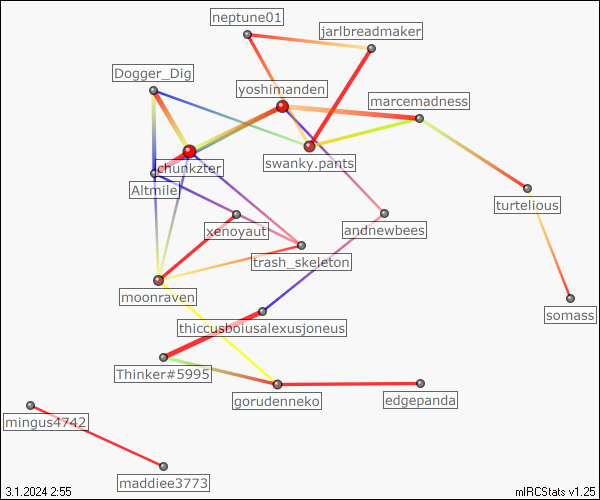 neptune01
jarlbreadmaker
Dogger_Dig
yoshimanden
marcemadness
swanky.pants
chunkzter
Altmile
turtelious
xenoyaut
andnewbees
trash_skeleton
moonraven
somass
thiccusboiusalexusjoneus
Thinker#5995
gorudenneko
edgepanda
mingus4742
maddiee3773
3.1.2024 2:55
mIRCStats v1.25